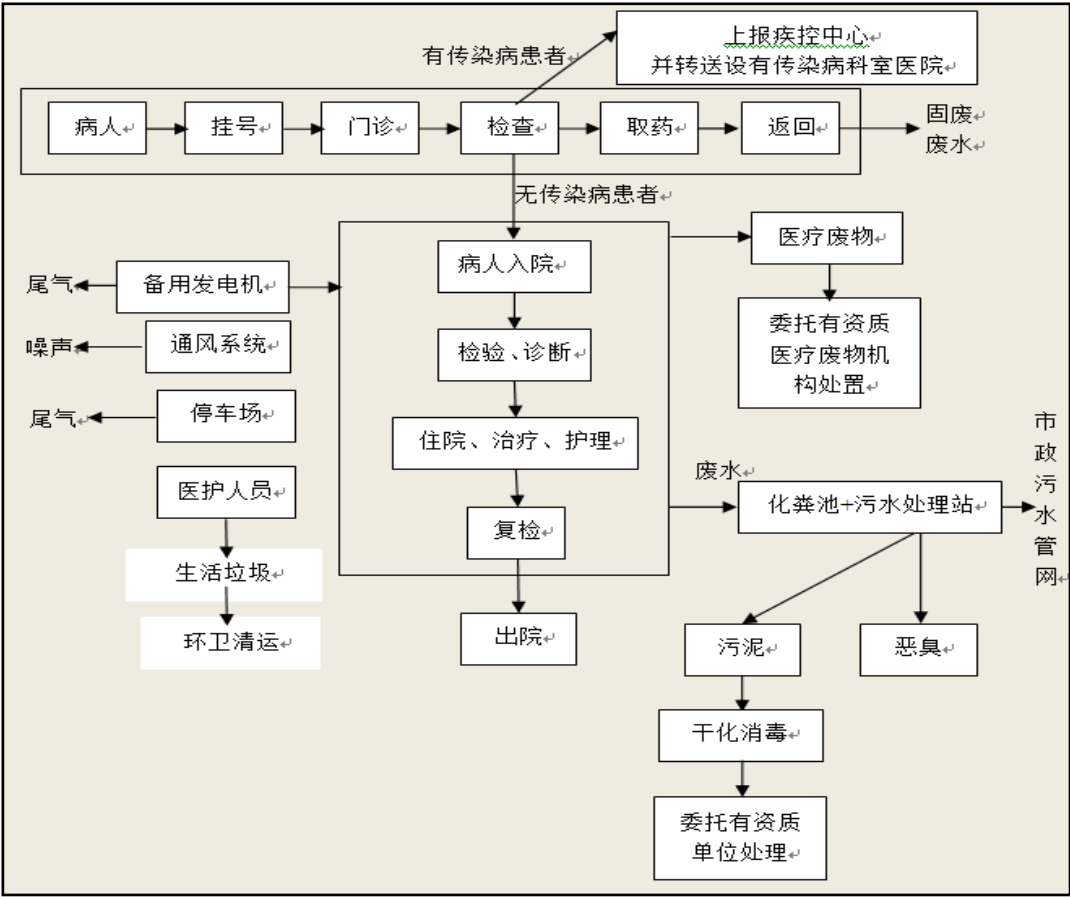 上报疾控中心
并转送设有传染病科室医院
有传染病患者
病人
挂号
门诊
检查
取药
返回
固废
废水
无传染病患者
病人入院
检验、诊断
住院、治疗、护理
复检
出院
尾气
备用发电机
噪声
通风系统
尾气
停车场
医护人员
生活垃圾
环卫清运
医疗废物
委托有资质
医疗废物机
构处置
废水
化粪池+污水处理站
市
政
污
水
管
网
污泥
恶臭
干化消毒
委托有资质
单位处理